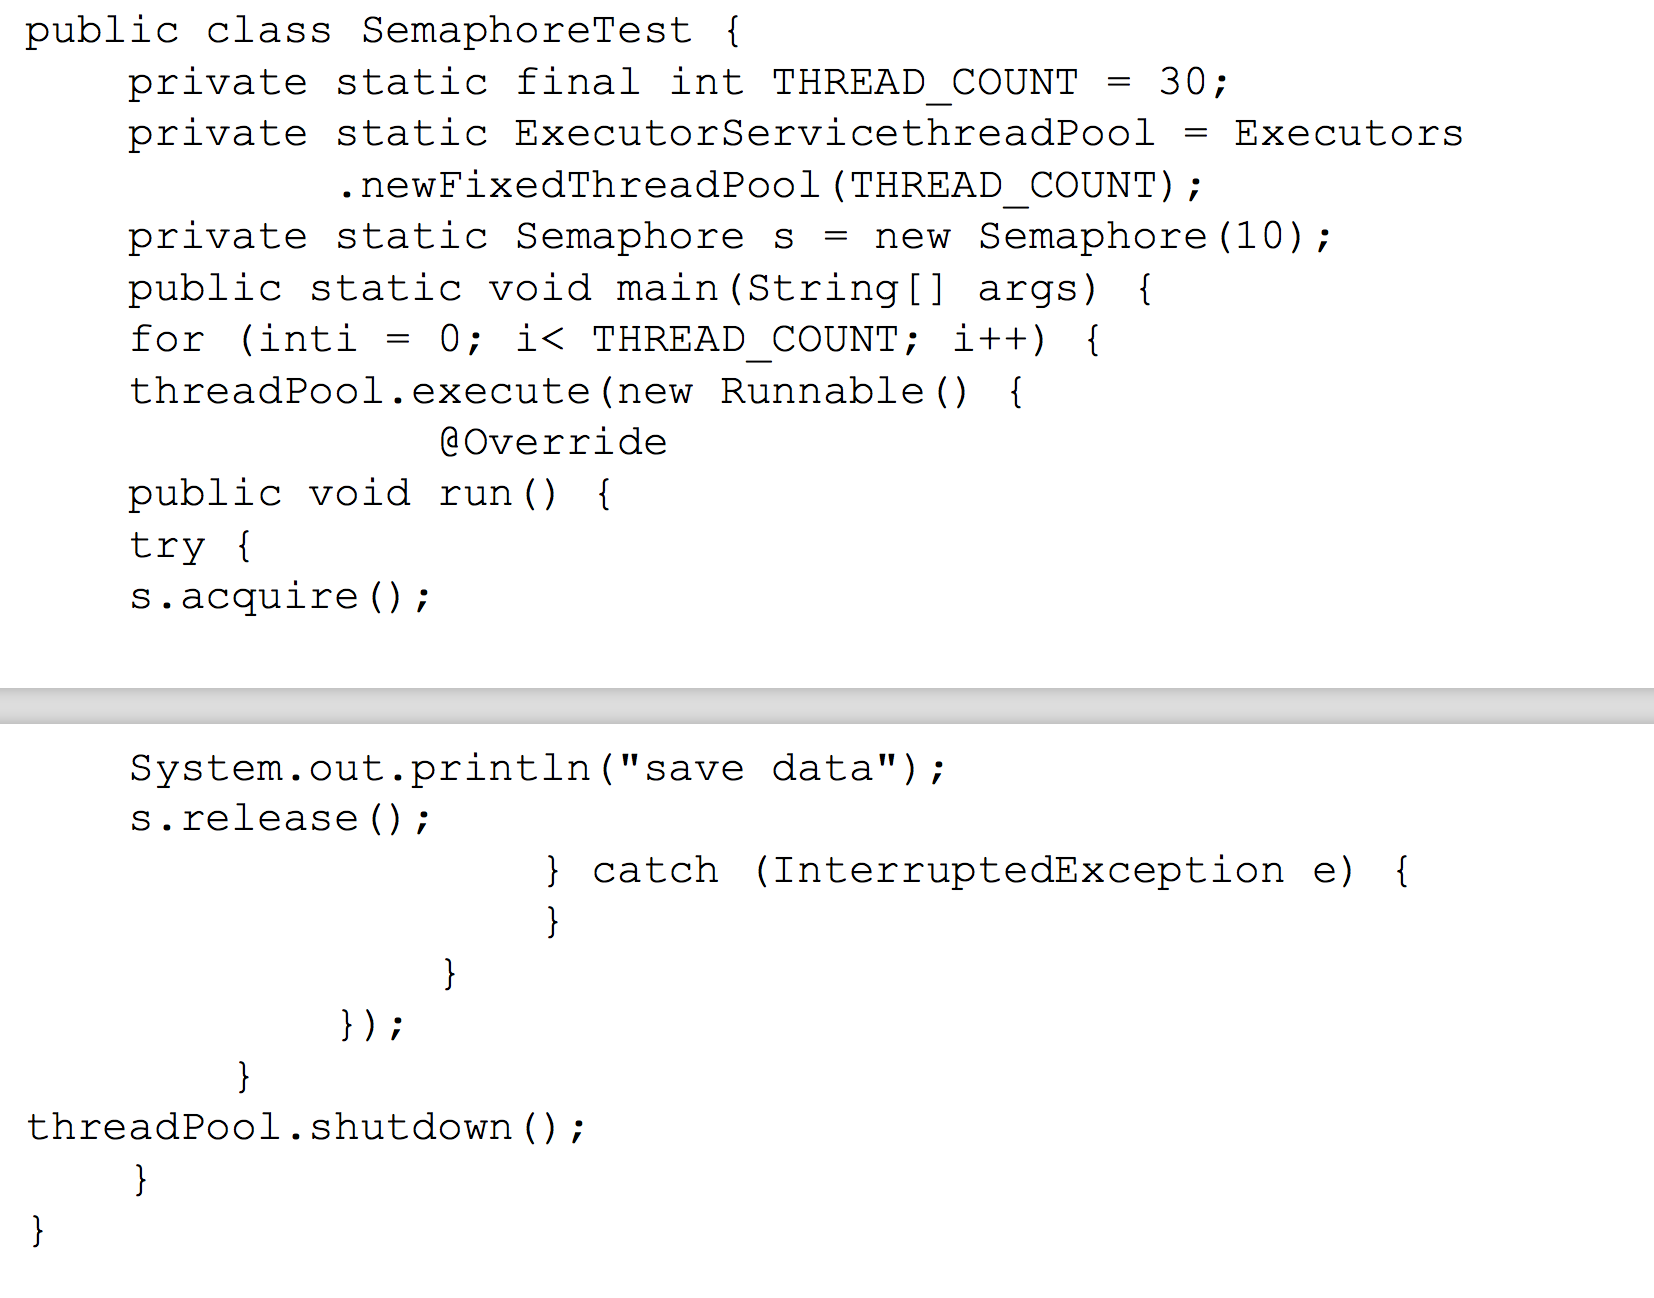 public class SemaphoreTest {
    private static final int THREAD_COUNT = 30;
    private static ExecutorServicethreadPool = Executors
            .newFixedThreadPool(THREAD_COUNT);
    private static Semaphore s = new Semaphore(10);
    public static void main(String[] args) {
    for (inti = 0; i< THREAD_COUNT; i++) {
    threadPool.execute(new Runnable() {
                @Override
    public void run() {
    try {
    s.acquire();
    System.out.println("save data");
    s.release();
                    } catch (InterruptedException e) {
                    }
                }
            });
        }
threadPool.shutdown();
    }
}